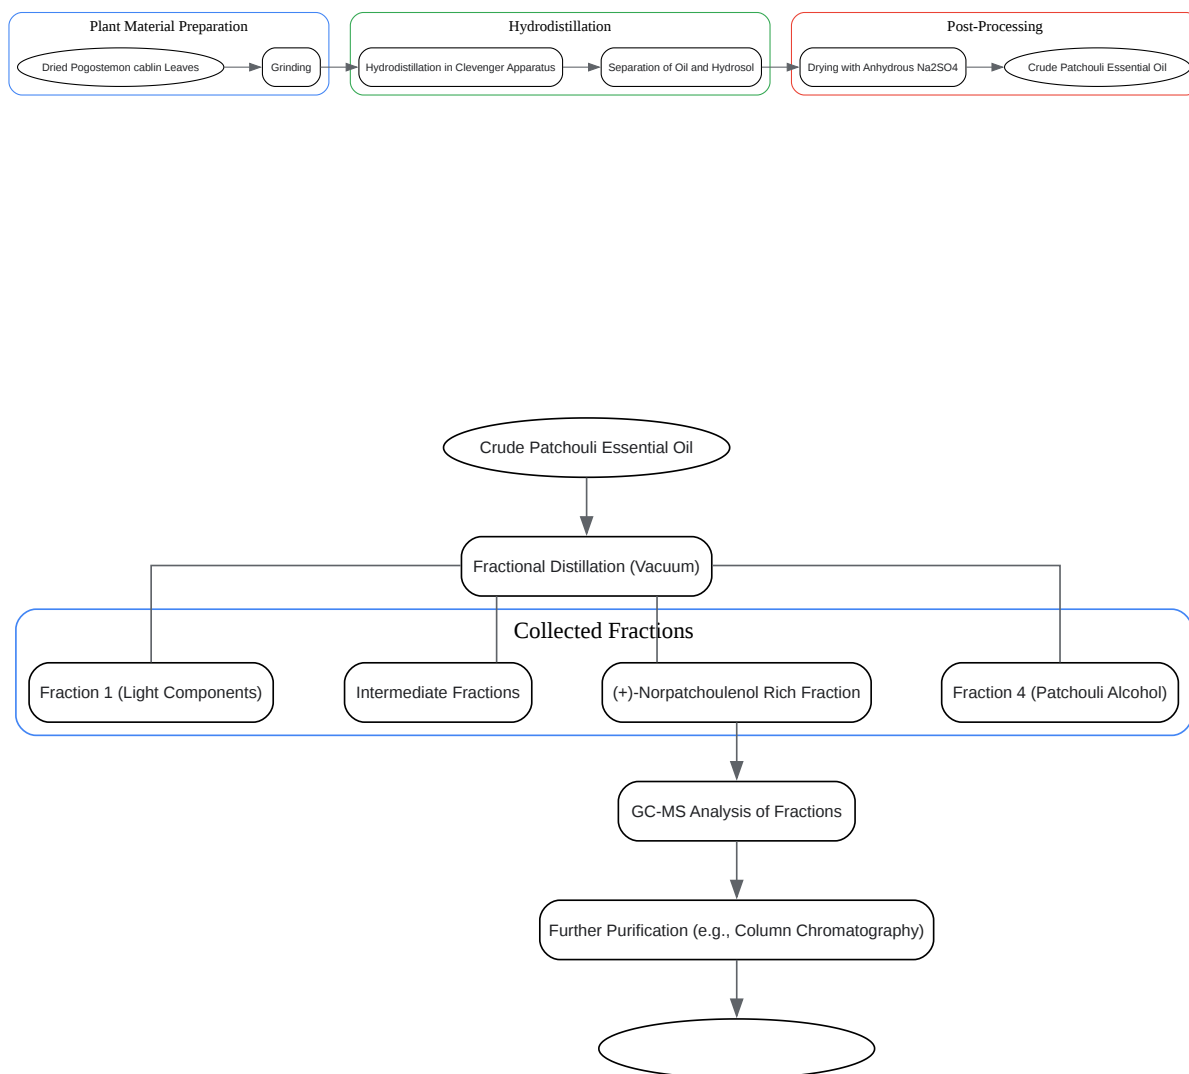 Plant Material Preparation
Dried Pogostemon cablin Leaves
Grinding
Hydrodistillation
Hydrodistillation in Clevenger Apparatus
Separation of Oil and Hydrosol
Post-Processing
Drying with Anhydrous Na2SO4
Crude Patchouli Essential Oil
Crude Patchouli Essential Oil
Fractional Distillation (Vacuum)
Collected Fractions
Fraction 1 (Light Components)
Intermediate Fractions
(+)-Norpatchoulenol Rich Fraction
Fraction 4 (Patchouli Alcohol)
GC-MS Analysis of Fractions
Further Purification (e.g., Column Chromatography)